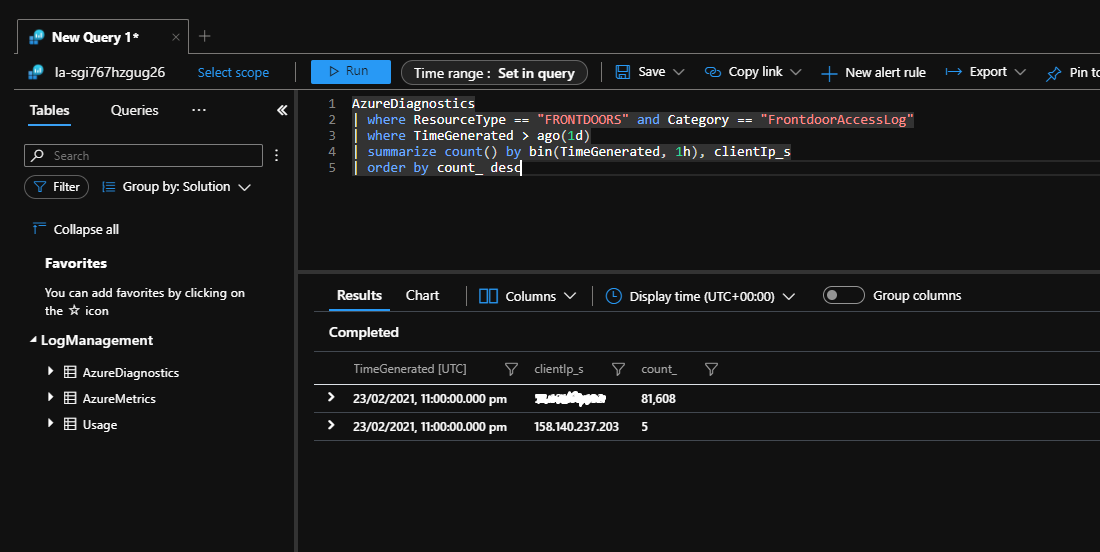 New Query 1*
la-sgi767hzgug26 Select scope Run Time range : Set in query Save Copy link New alert rule Export Pin to
Tables Queries
Search
Filter Group by: Solution
Collapse all
Favorites
You can add favorites by clicking on
the icon
LogManagement
AzureDiagnostics
AzureMetrics
Usage
1 AzureDiagnostics
2 | where ResourceType == "FRONTDOORS" and Category == "FrontdoorAccessLog"
3 | where TimeGenerated > ago(1d)
4 | summarize count() by bin(TimeGenerated, 1h), clientIp_s
5 | order by count_ desc
Results Chart Columns Display time (UTC+00:00) Group columns
Completed
TimeGenerated [UTC] clientIp_s count_
23/02/2021, 11:00:00.000 pm 81,608
23/02/2021, 11:00:00.000 pm 158.140.237.203 5